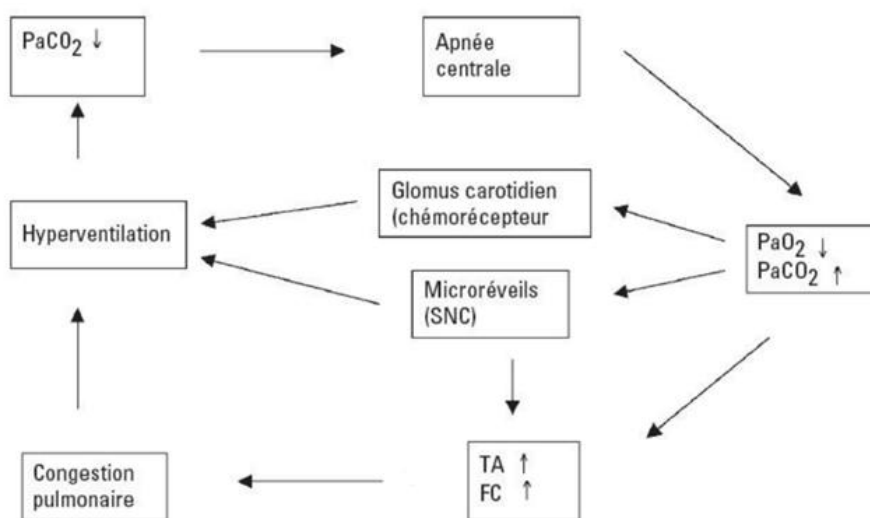 PaCO2 ↓
Apnée
centrale
Glomus carotidien
(chémorécepteur
Hyperventilation
PaO2 ↓
PaCO2 ↑
Microréveils
(SNC)
Congestion
pulmonaire
TA ↑
FC ↑